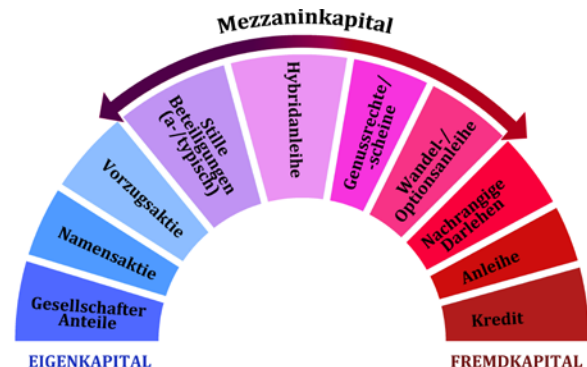 Mezzaninkapital
Gesellschafter
Anteile
Namensaktie
Vorzugsaktie
Stille
Beteiligungen
(a-/typisch)
Hybridanleihe
Genussrechte/
-scheine
Wandel-/
Optionsanleihe
Nachrangige
Darlehen
Anleihe
Kredit
EIGENKAPITAL
FREMDKAPITAL